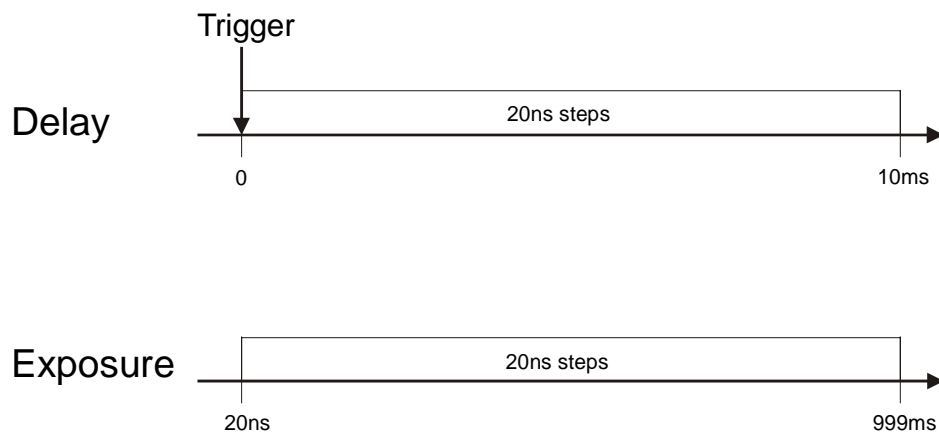 Trigger
Delay
20ns steps
0
10ms
Exposure
20ns steps
20ns
999ms